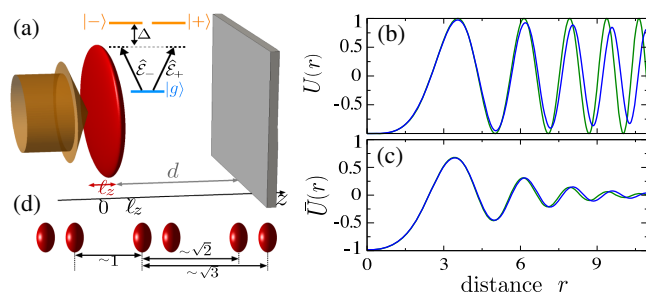 (a)
|−⟩ |+⟩
Δ
ε̂₋ ε̂₊
|g⟩
d
ℓz
0 ℓz z
(d)
~1
~√2
~√3
(b)
U(r)
1
0.5
0
-0.5
(c)
Ū(r)
1
0.5
0
-0.5
-1
0 3 6 9
distance r